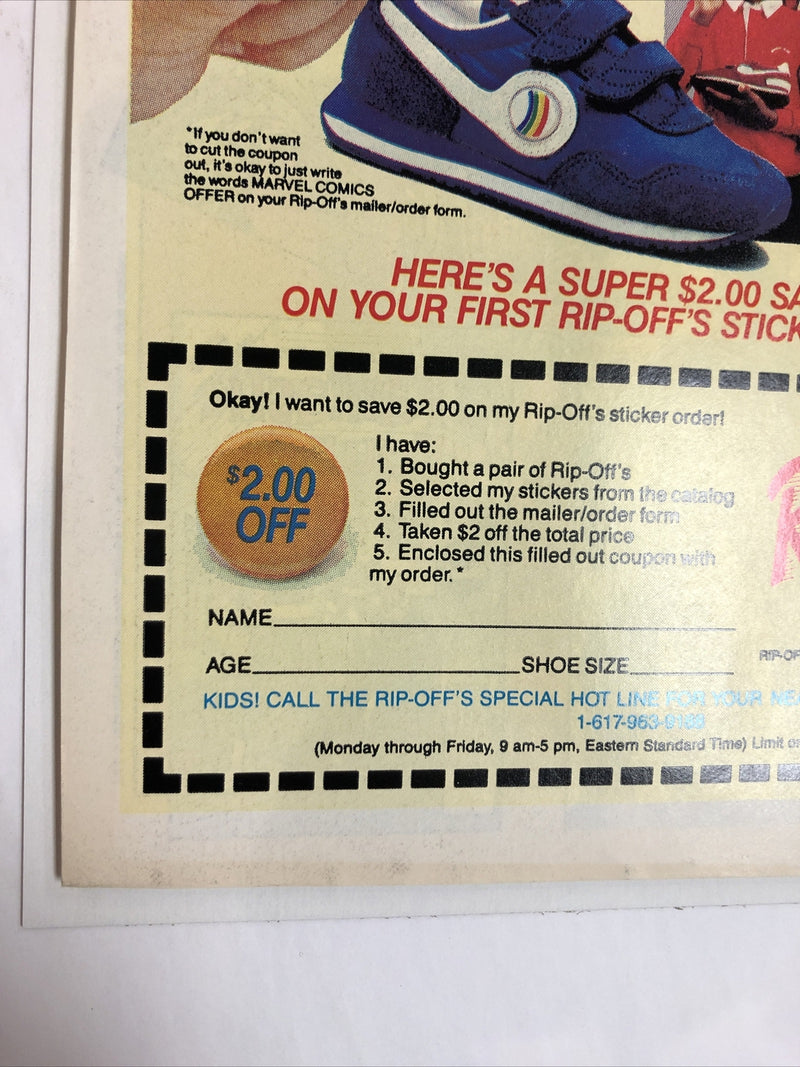 *If you don't want
to cut the coupon
out, it's okay to just write
the words MARVEL COMICS
OFFER on your Rip-Off's mailer/order form.
HERE'S A SUPER $2.00
ON YOUR FIRST RIP-OFF'S
Okay! I want to save $2.00 on my Rip-Off's sticker order!
$2.00
OFF
I have:
1. Bought a pair of Rip-Off's
2. Selected my stickers from the catalog
3. Filled out the mailer/order form
4. Taken $2 off the total price
5. Enclosed this filled out coupon with
my order.*
NAME
AGE SHOE SIZE
KIDS! CALL THE RIP-OFF'S SPECIAL HOT LINE FOR YOUR
(Monday through Friday, 9 am-5 pm, Eastern Standard Time) Limit